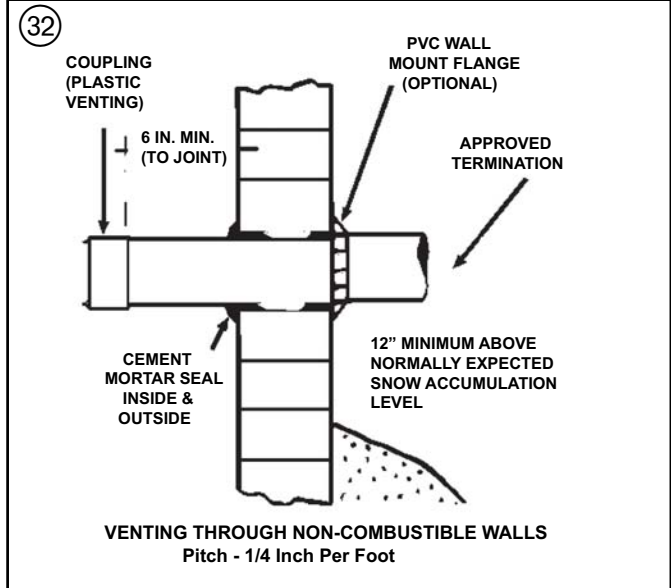 32
COUPLING
(PLASTIC
VENTING)
6 IN. MIN.
(TO JOINT)
PVC WALL
MOUNT FLANGE
(OPTIONAL)
APPROVED
TERMINATION
CEMENT
MORTAR SEAL
INSIDE &
OUTSIDE
12” MINIMUM ABOVE
NORMALLY EXPECTED
SNOW ACCUMULATION
LEVEL
VENTING THROUGH NON-COMBUSTIBLE WALLS
Pitch - 1/4 Inch Per Foot